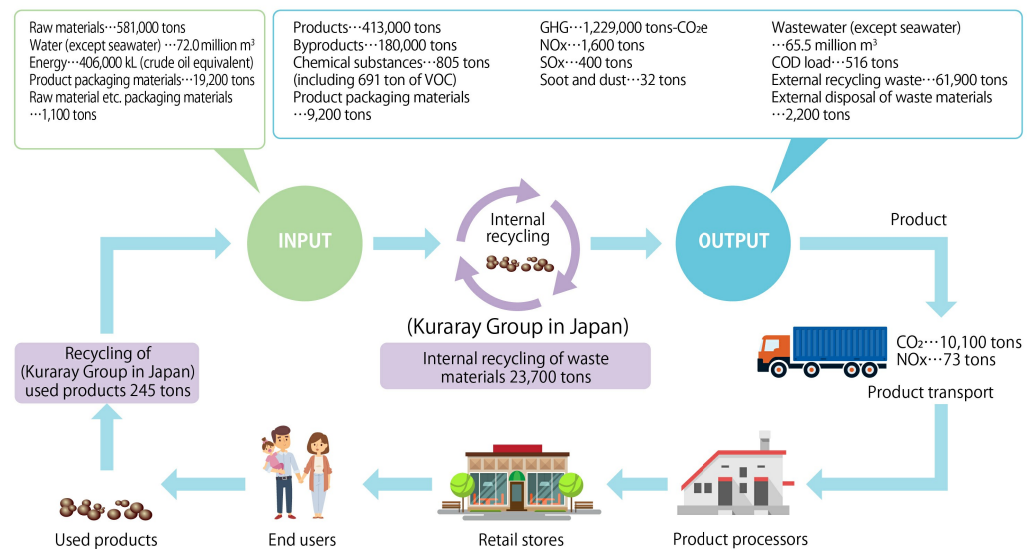 Raw materials···581,000 tons
Water (except seawater) ···72.0 million m³
Energy···406,000 kL (crude oil equivalent)
Product packaging materials···19,200 tons
Raw material etc. packaging materials
···1,100 tons
Products···413,000 tons
Byproducts···180,000 tons
Chemical substances···805 tons
(including 691 ton of VOC)
Product packaging materials
···9,200 tons
GHG···1,229,000 tons-CO₂e
NOx···1,600 tons
SOx···400 tons
Soot and dust···32 tons
Wastewater (except seawater)
···65.5 million m³
COD load···516 tons
External recycling waste···61,900 tons
External disposal of waste materials
···2,200 tons
INPUT
Internal
recycling
OUTPUT
Product
(Kuraray Group in Japan)
Internal recycling of waste
materials 23,700 tons
CO₂···10,100 tons
NOx···73 tons
Product transport
Recycling of
(Kuraray Group in Japan)
used products 245 tons
Used products
End users
Retail stores
Product processors